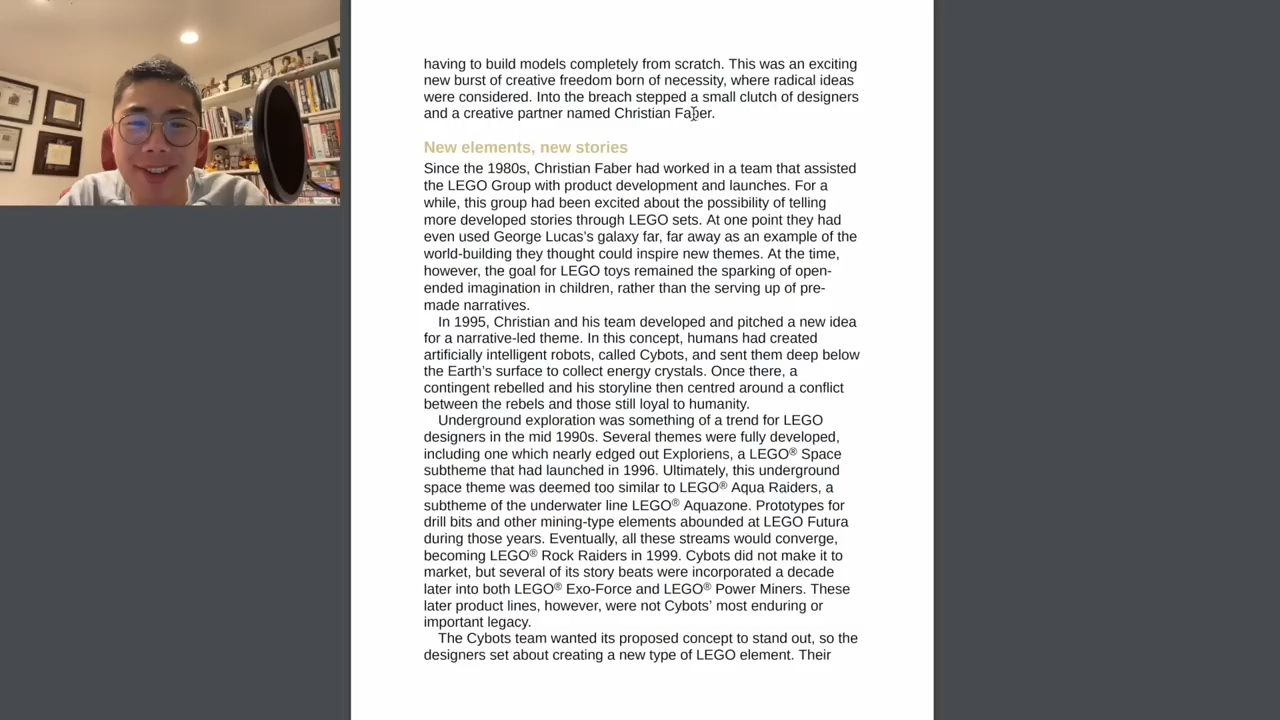 having to build models completely from scratch. This was an exciting
new burst of creative freedom born of necessity, where radical ideas
were considered. Into the breach stepped a small clutch of designers
and a creative partner named Christian Faber.
New elements, new stories
Since the 1980s, Christian Faber had worked in a team that assisted
the LEGO Group with product development and launches. For a
while, this group had been excited about the possibility of telling
more developed stories through LEGO sets. At one point they had
even used George Lucas's galaxy far, far away as an example of the
world-building they thought could inspire new themes. At the time,
however, the goal for LEGO toys remained the sparking of open-
ended imagination in children, rather than the serving up of pre-
made narratives.
In 1995, Christian and his team developed and pitched a new idea
for a narrative-led theme. In this concept, humans had created
artificially intelligent robots, called Cybots, and sent them deep below
the Earth's surface to collect energy crystals. Once there, a
contingent rebelled and his storyline then centred around a conflict
between the rebels and those still loyal to humanity.
Underground exploration was something of a trend for LEGO
designers in the mid 1990s. Several themes were fully developed,
including one which nearly edged out Exploriens, a LEGO® Space
subtheme that had launched in 1996. Ultimately, this underground
space theme was deemed too similar to LEGO® Aqua Raiders, a
subtheme of the underwater line LEGO® Aquazone. Prototypes for
drill bits and other mining-type elements abounded at LEGO Futura
during those years. Eventually, all these streams would converge,
becoming LEGO® Rock Raiders in 1999. Cybots did not make it to
market, but several of its story beats were incorporated a decade
later into both LEGO® Exo-Force and LEGO® Power Miners. These
later product lines, however, were not Cybots' most enduring or
important legacy.
The Cybots team wanted its proposed concept to stand out, so the
designers set about creating a new type of LEGO element. Their